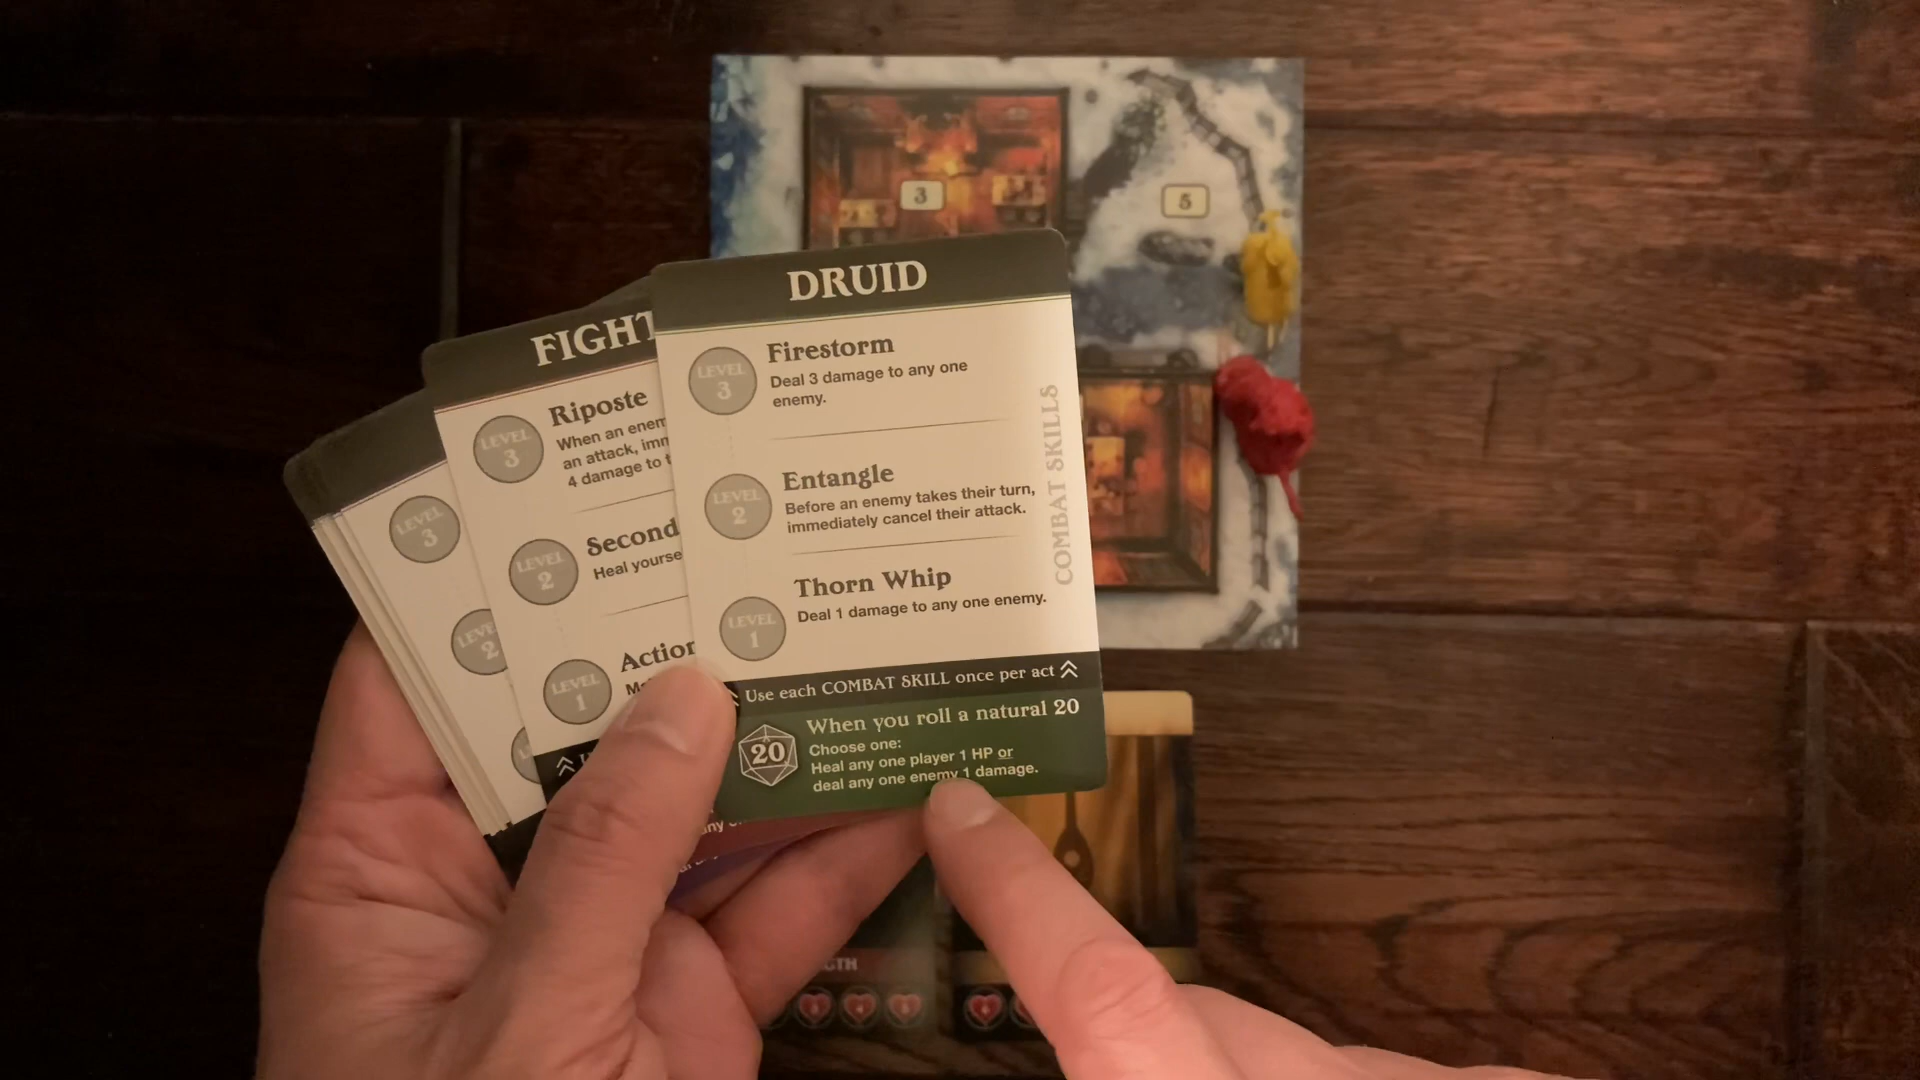 3
5
DRUID
LEVEL 3
Firestorm
Deal 3 damage to any one
enemy.
LEVEL 2
Entangle
Before an enemy takes their turn,
immediately cancel their attack.
LEVEL 1
Thorn Whip
Deal 1 damage to any one enemy.
COMBAT SKILLS
Use each COMBAT SKILL once per act
20
When you roll a natural 20
Choose one:
Heal any one player 1 HP or
deal any one enemy 1 damage.
FIGHT
LEVEL 3
Riposte
When an enem
an attack, imm
4 damage to t
LEVEL 2
Second
Heal yourse
LEVEL 1
Action
LEVEL 3
LEVEL 2
any
GTH